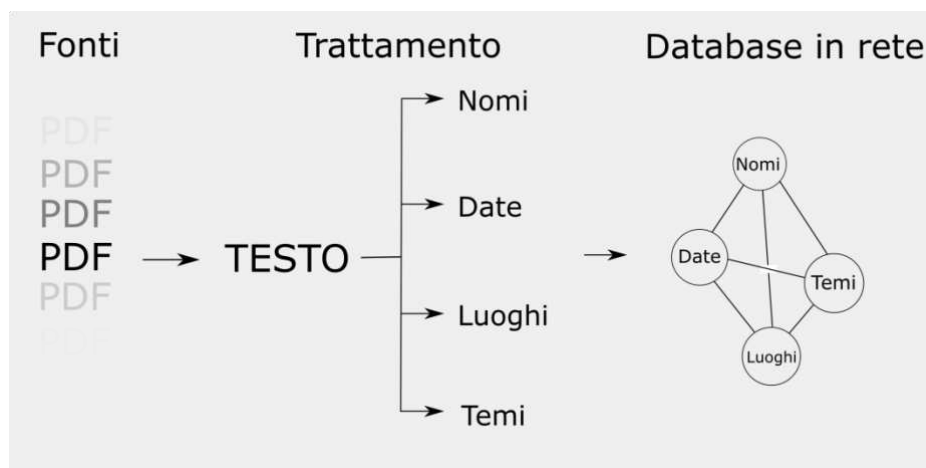 Fonti
Trattamento
Database in rete
PDF
PDF
PDF
PDF
PDF
PDF
TESTO
Nomi
Date
Luoghi
Temi
Nomi
Date
Temi
Luoghi